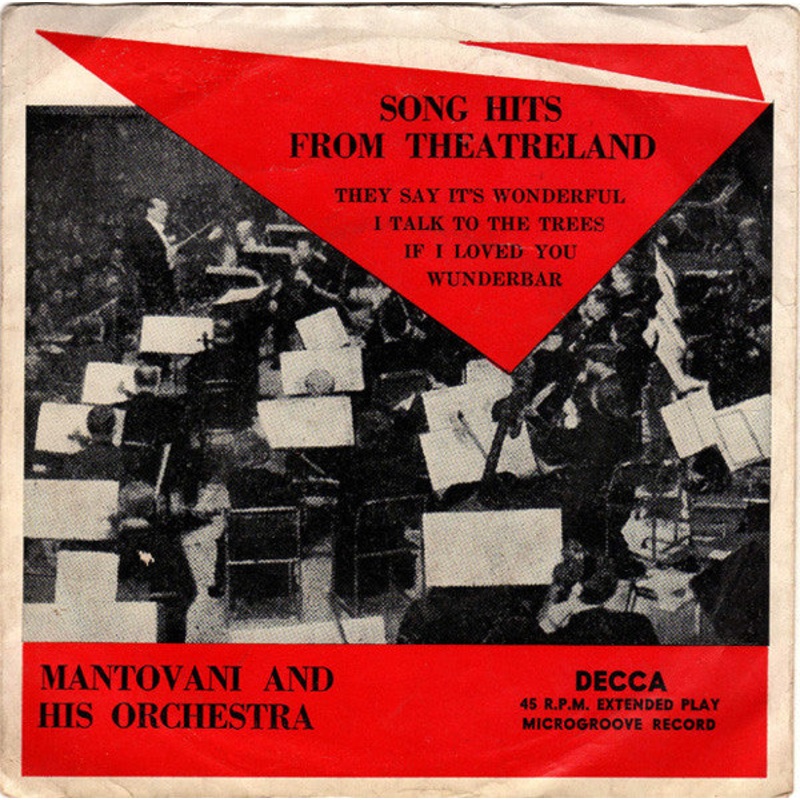 SONG HITS
FROM THEATRELAND
THEY SAY IT'S WONDERFUL
I TALK TO THE TREES
IF I LOVED YOU
WUNDERBAR
MANTOVANI AND
HIS ORCHESTRA
DECCA
45 R.P.M. EXTENDED PLAY
MICROGROOVE RECORD